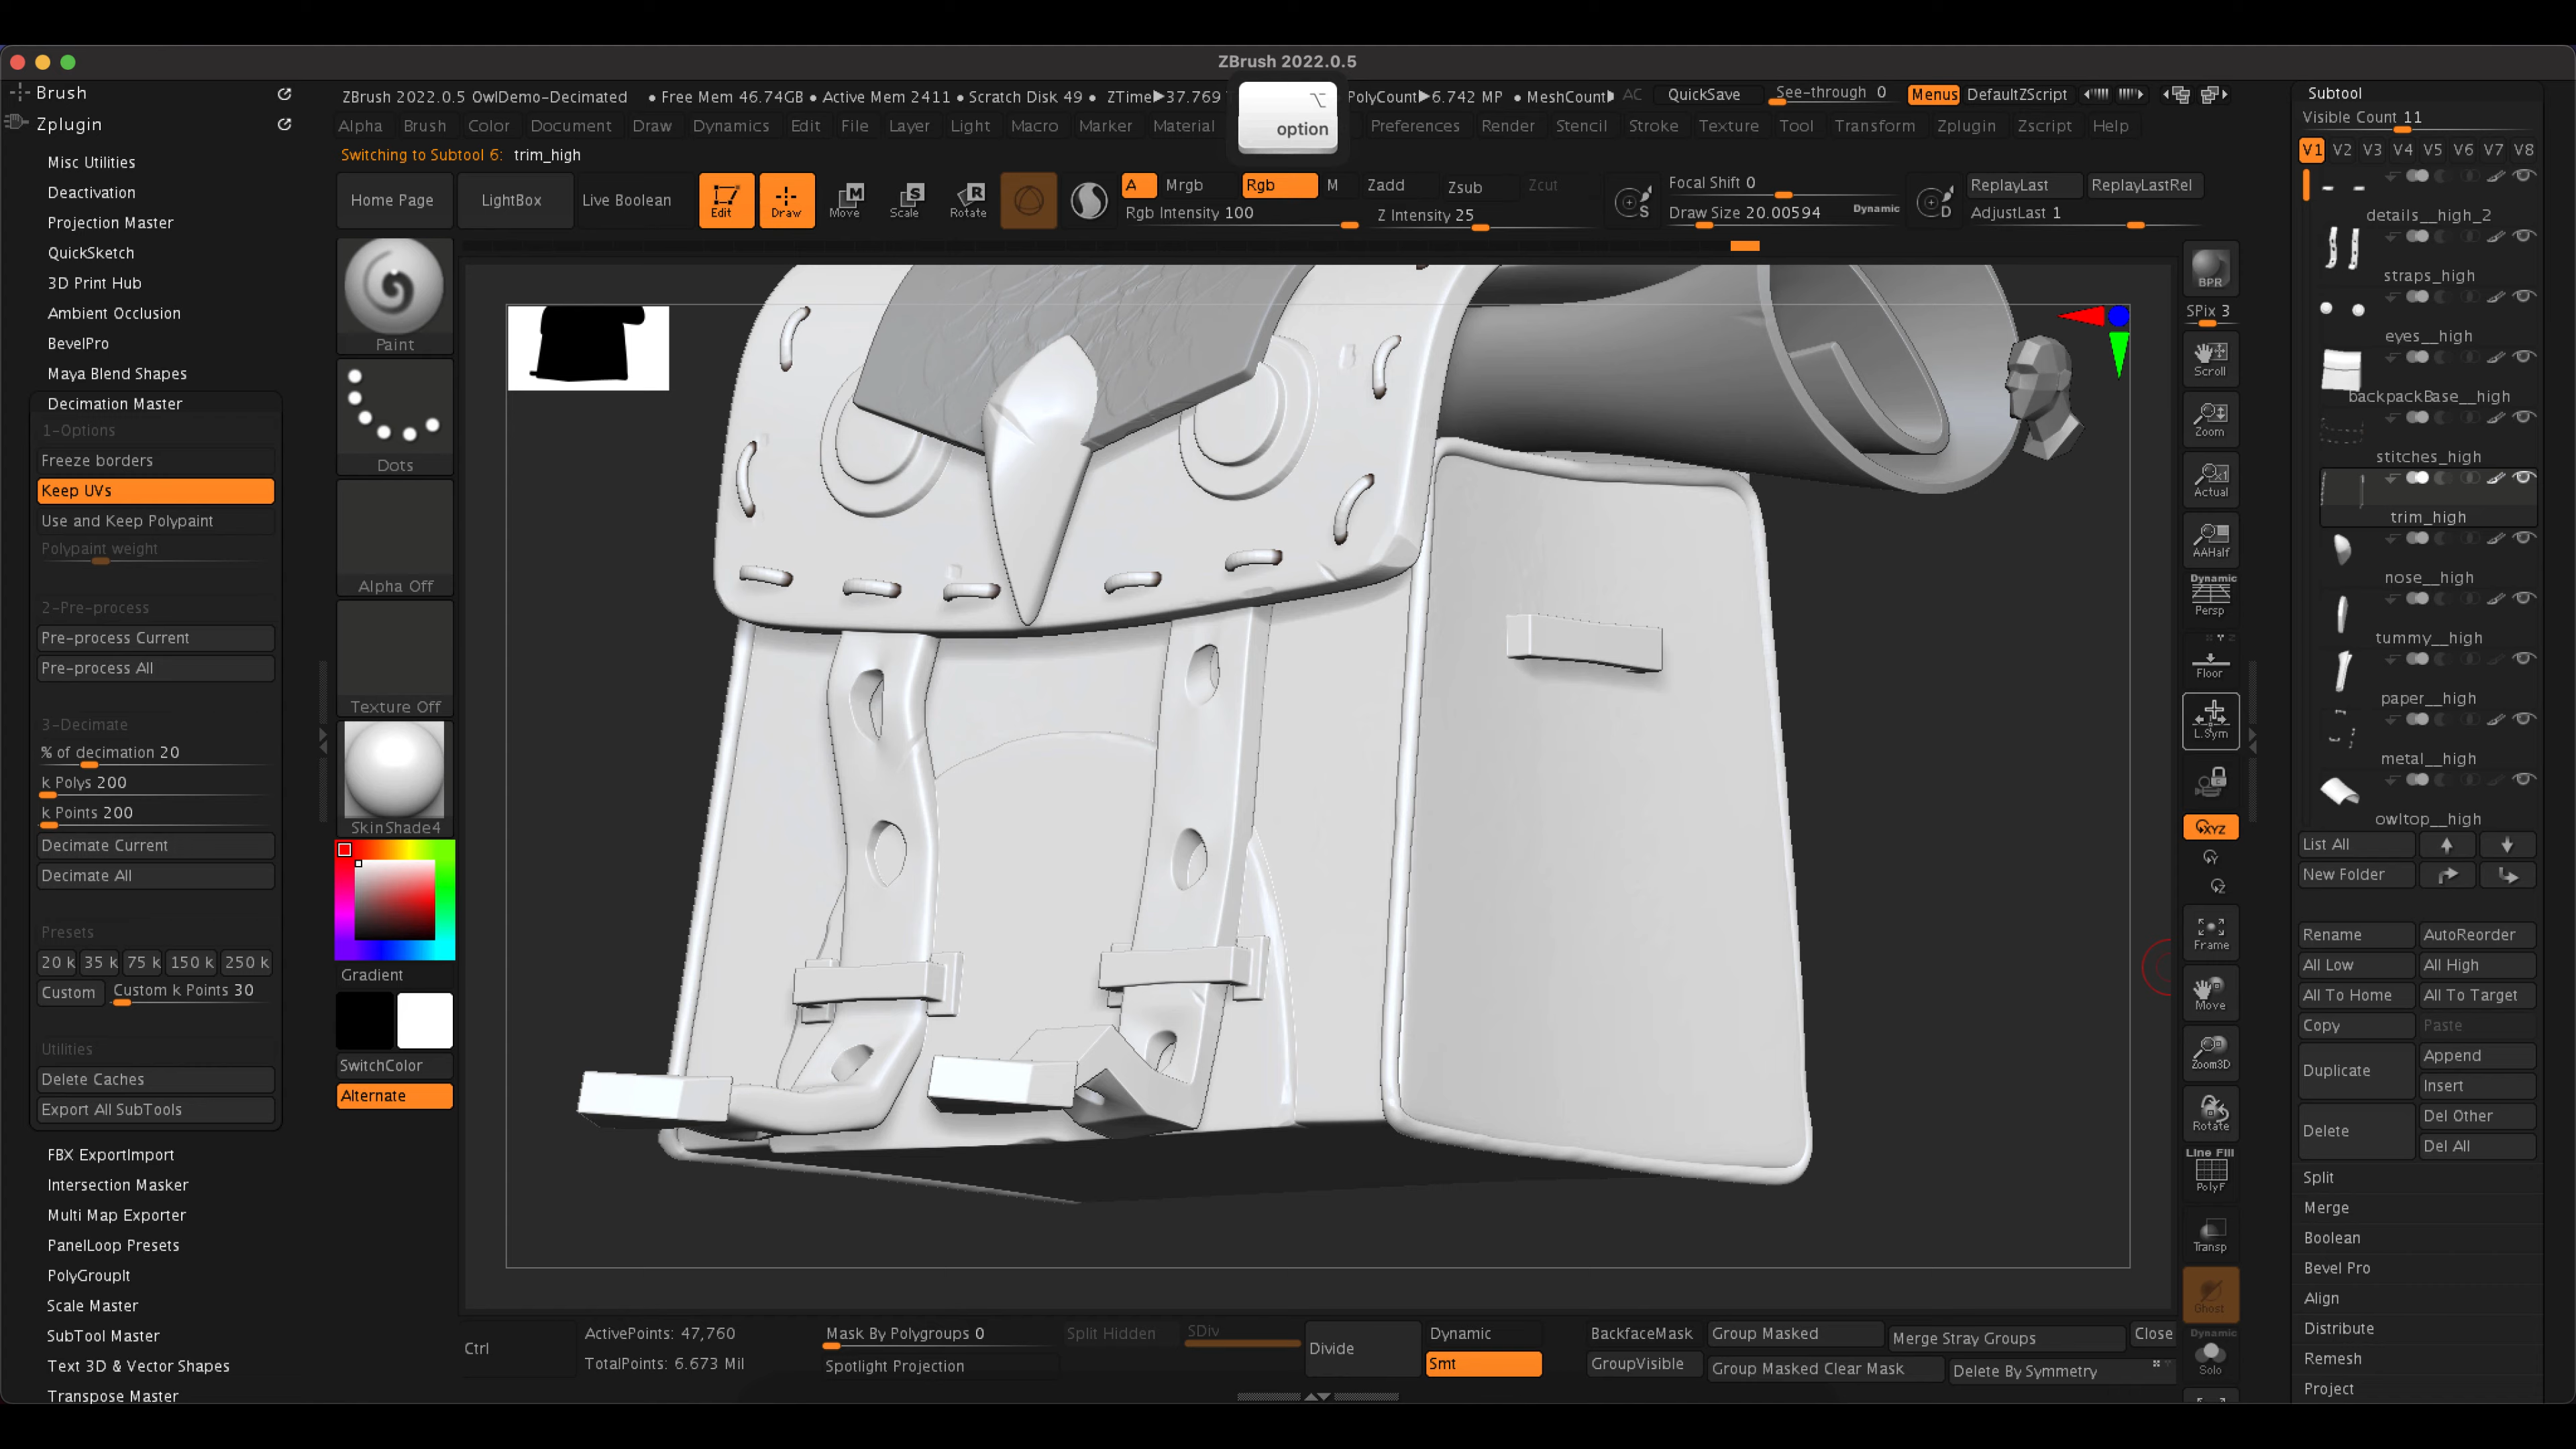 ZBrush 2022.0.5
Brush
Zplugin
Misc Utilities
Deactivation
Projection Master
QuickSketch
3D Print Hub
Ambient Occlusion
BevelPro
Maya Blend Shapes
Decimation Master
1-Options
Freeze borders
Keep UVs
Use and Keep Polypaint
Polypaint weight
2-Pre-process
Pre-process Current
Pre-process All
3-Decimate
% of decimation 20
k Polys 200
k Points 200
Decimate Current
Decimate All
Presets
20 k 35 k 75 k 150 k 250 k
Custom Custom k Points 30
Utilities
Delete Caches
Export All SubTools
FBX ExportImport
Intersection Masker
Multi Map Exporter
PanelLoop Presets
PolyGroupIt
Scale Master
SubTool Master
Text 3D & Vector Shapes
Transpose Master
ZBrush 2022.0.5 OwlDemo-Decimated • Free Mem 46.74GB • Active Mem 2411 • Scratch Disk 49 • ZTime▶37.769 PolyCount▶6.742 MP • MeshCount▶ AC QuickSave See-through 0 Menus DefaultZScript
option
Alpha Brush Color Document Draw Dynamics Edit File Layer Light Macro Marker Material Preferences Render Stencil Stroke Texture Tool Transform Zplugin Zscript Help
Switching to Subtool 6: trim_high
Home Page LightBox Live Boolean Edit Draw Move Scale Rotate
A Mrgb Rgb M Zadd Zsub Zcut
Rgb Intensity 100 Z Intensity 25
Focal Shift 0
Draw Size 20.00594 Dynamic
ReplayLast ReplayLastRel
AdjustLast 1
Paint
Dots
Alpha Off
Texture Off
SkinShade4
Gradient
SwitchColor
Alternate
BPR
SPix 3
Scroll
Zoom
Actual
AAHalf
Dynamic
Persp
Floor
L.Sym
XYZ
Frame
Move
Zoom3D
Rotate
Line Fill
PolyF
Transp
Ghost
Dynamic
Solo
Subtool
Visible Count 11
V1 V2 V3 V4 V5 V6 V7 V8
details__high_2
straps_high
eyes__high
backpackBase__high
stitches_high
trim_high
nose__high
tummy__high
paper__high
metal__high
owltop__high
List All
New Folder
Rename AutoReorder
All Low All High
All To Home All To Target
Copy Paste
Duplicate Append
Insert
Delete Del Other
Del All
Split
Merge
Boolean
Bevel Pro
Align
Distribute
Remesh
Project
Ctrl
ActivePoints: 47,760
TotalPoints: 6.673 Mil
Mask By Polygroups 0
Spotlight Projection
Split Hidden
SDiv
Divide
Dynamic
Smt
BackfaceMask
GroupVisible
Group Masked
Group Masked Clear Mask
Merge Stray Groups
Delete By Symmetry
Close